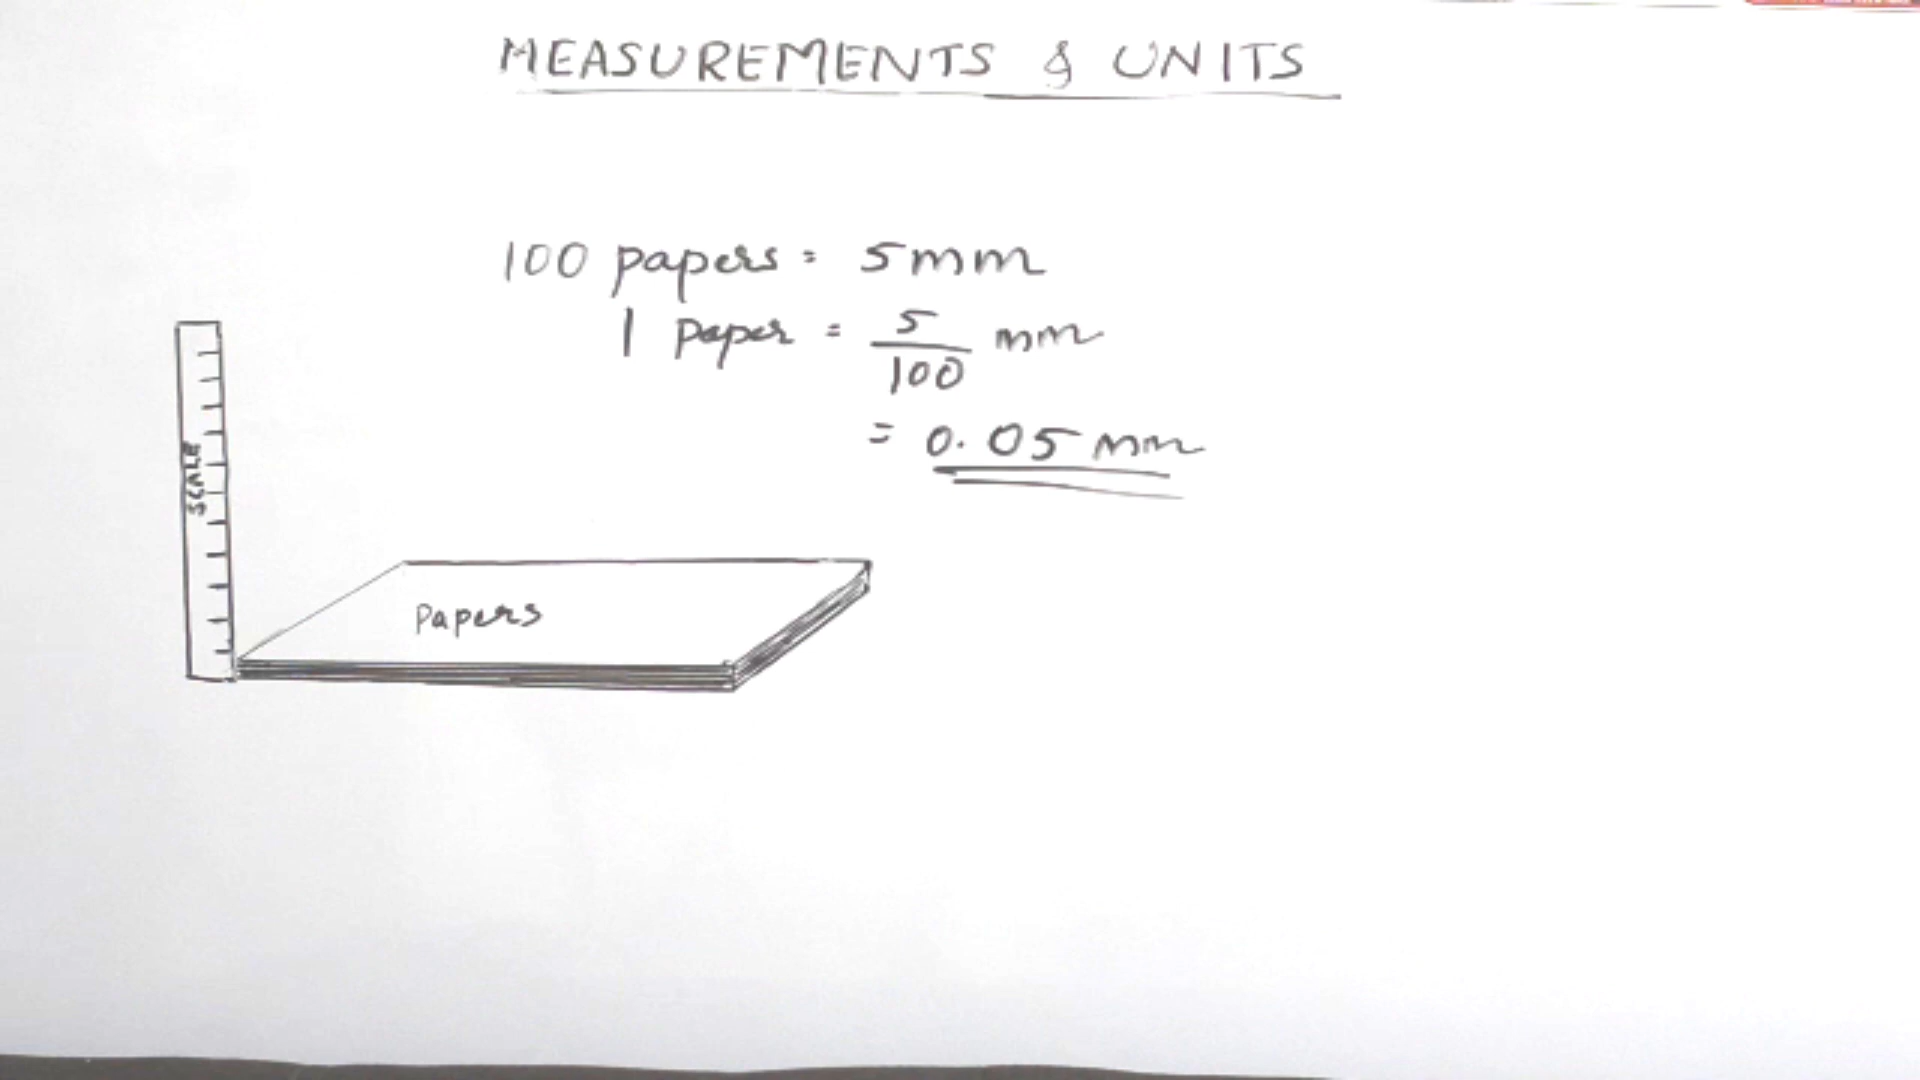 MEASUREMENTS & UNITS
100 papers = 5mm
1 paper = 5/100 mm
= 0.05 mm
SCALE
Papers